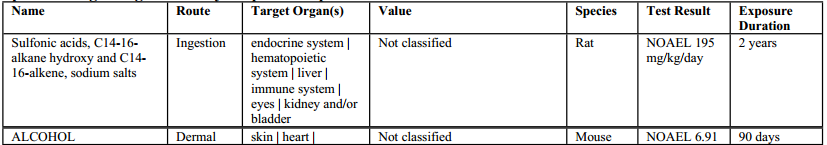 Name Route Target Organ(s) Value Species Test Result Exposure
Duration
Sulfonic acids, C14-16- Ingestion endocrine system | Not classified Rat NOAEL 195 2 years
alkane hydroxy and C14- hematopoietic mg/kg/day
16-alkene, sodium salts system | liver |
immune system |
eyes | kidney and/or
bladder
ALCOHOL Dermal skin | heart | Not classified Mouse NOAEL 6.91 90 days